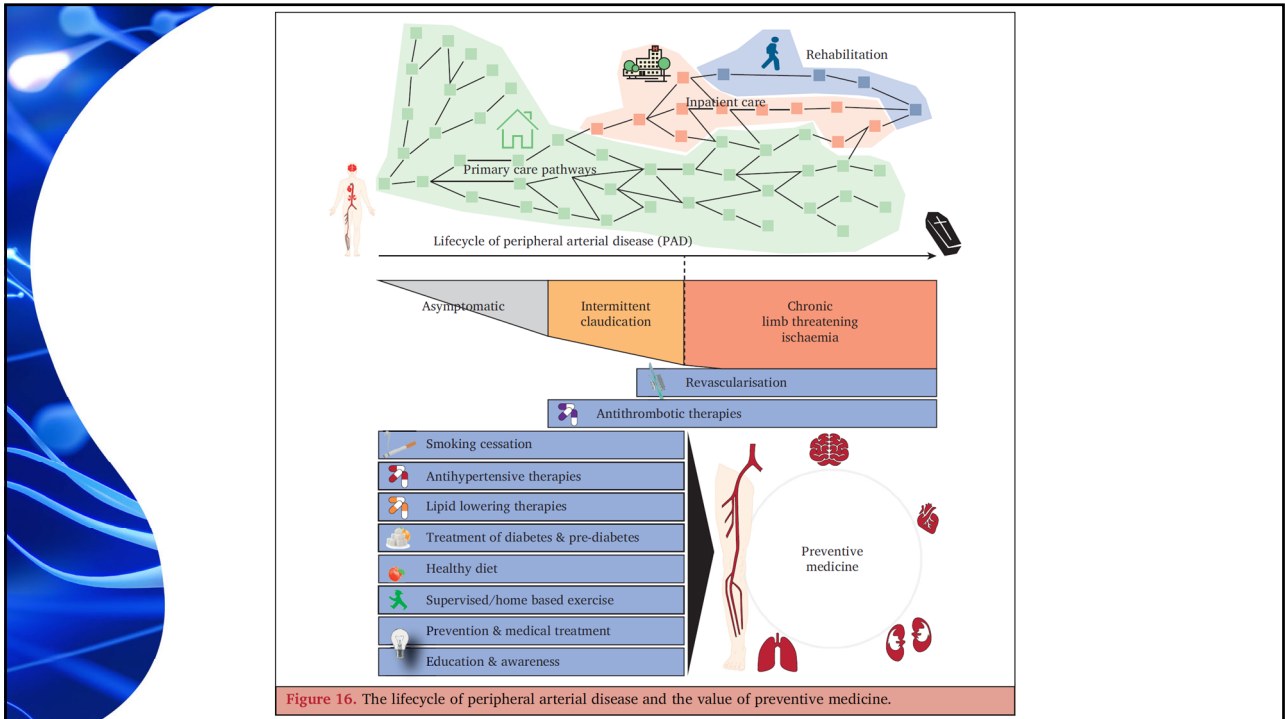 Rehabilitation
Inpatient care
Primary care pathways
Lifecycle of peripheral arterial disease (PAD)
Asymptomatic
Intermittent
claudication
Chronic
limb threatening
ischaemia
Revascularisation
Antithrombotic therapies
Smoking cessation
Antihypertensive therapies
Lipid lowering therapies
Treatment of diabetes & pre-diabetes
Healthy diet
Supervised/home based exercise
Prevention & medical treatment
Education & awareness
Preventive
medicine
Figure 16. The lifecycle of peripheral arterial disease and the value of preventive medicine.